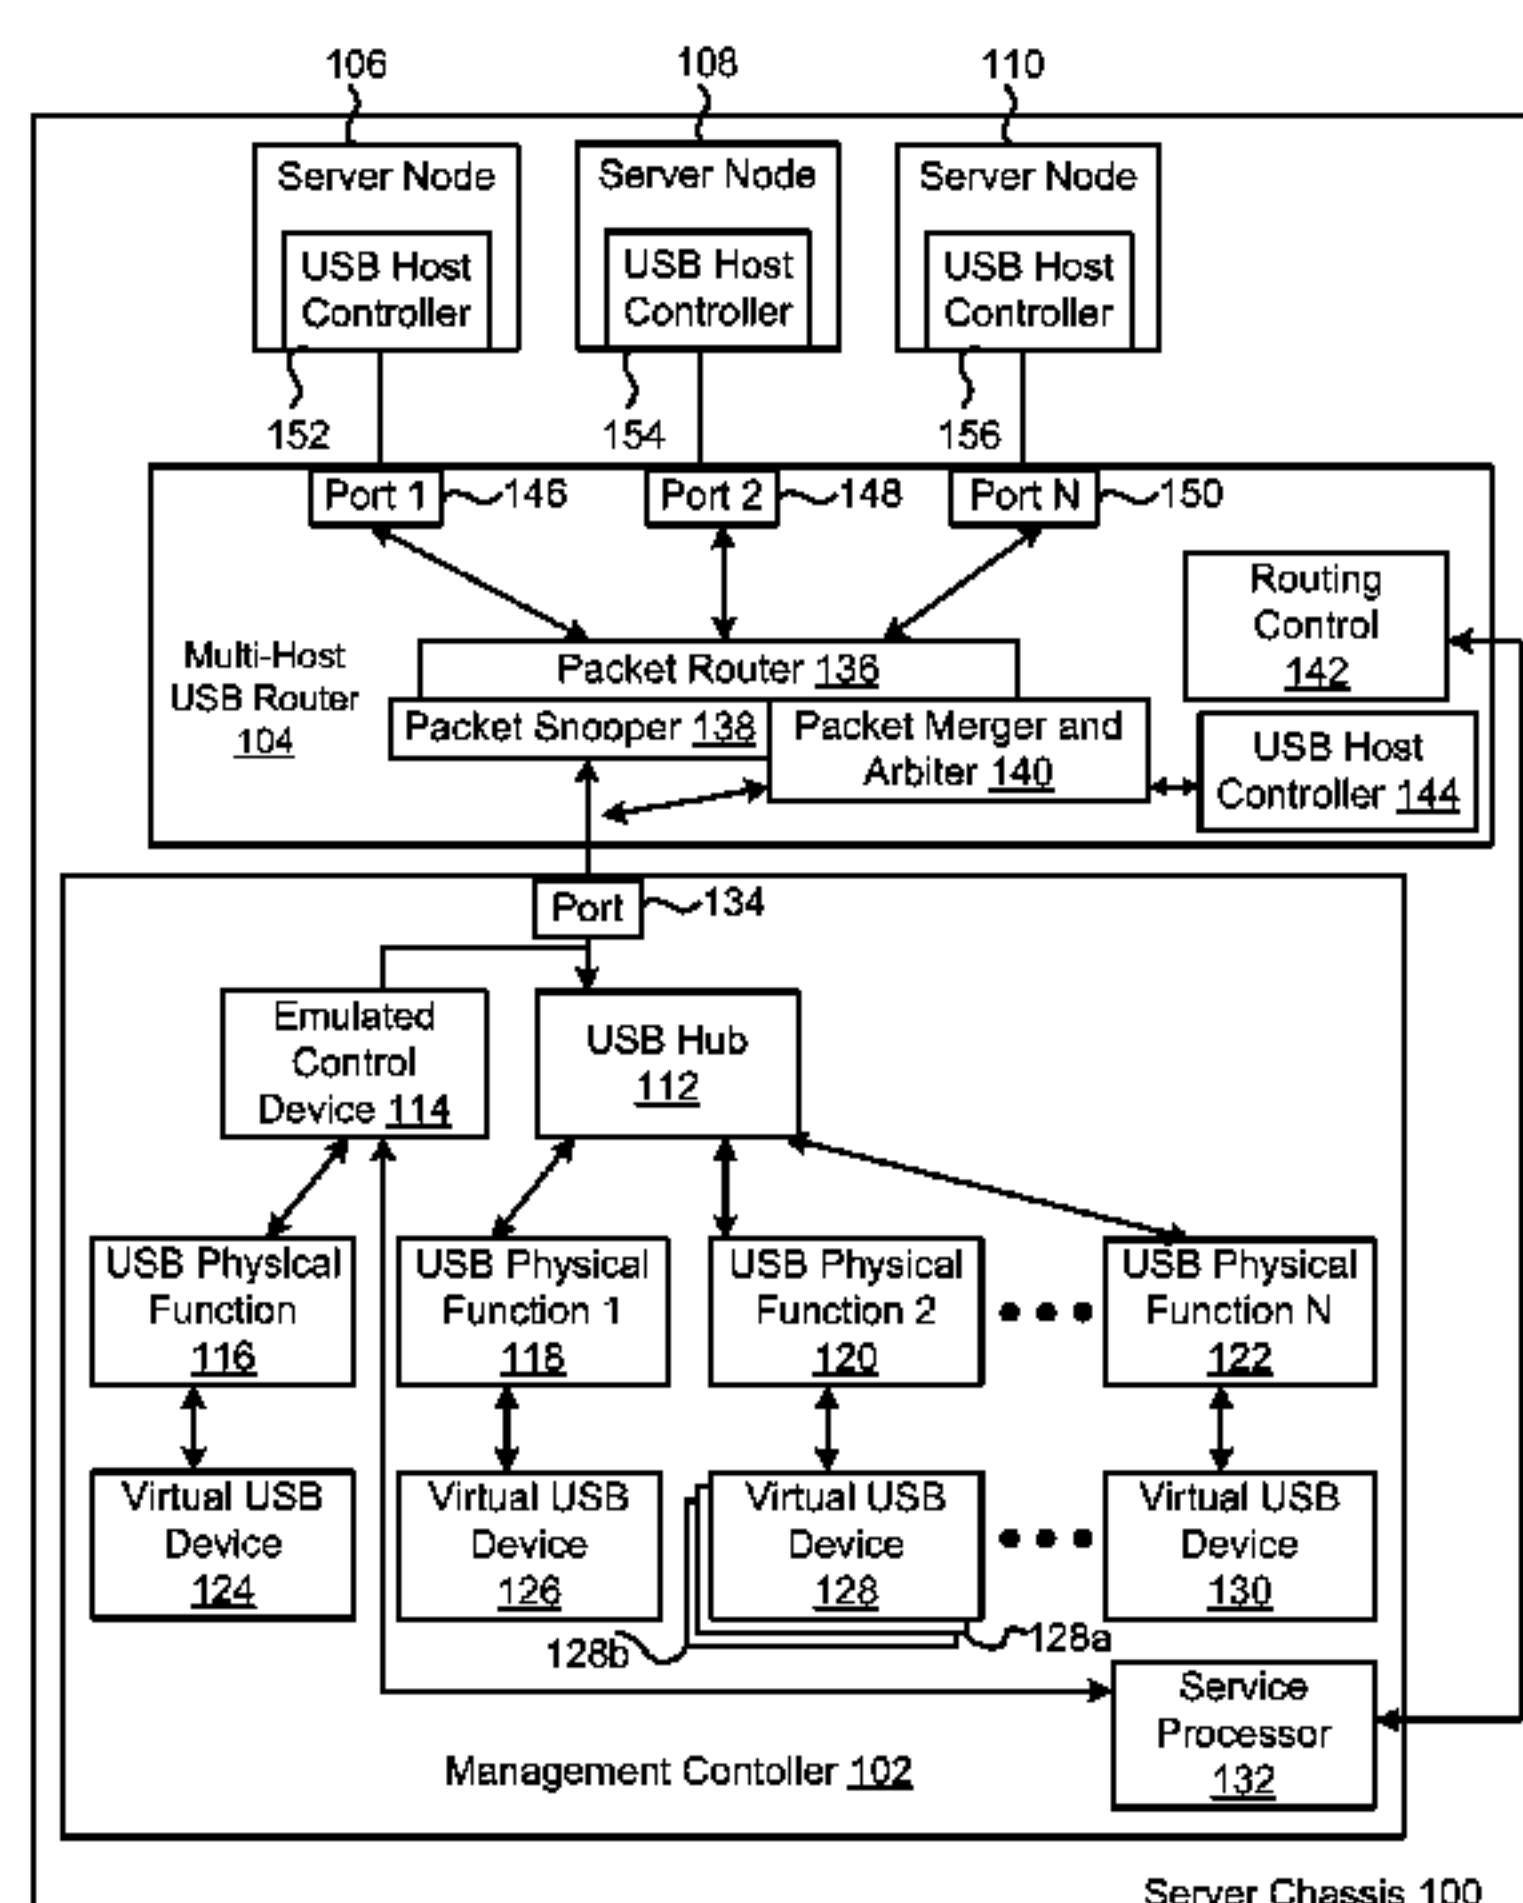 106
108
110
Server Node
Server Node
Server Node
USB Host
Controller
USB Host
Controller
USB Host
Controller
152
154
156
Port 1
146
Port 2
148
Port N
150
Routing
Control
142
Multi-Host
USB Router
104
Packet Router 136
Packet Snooper 138
Packet Merger and
Arbiter 140
USB Host
Controller 144
Port
134
Emulated
Control
Device 114
USB Hub
112
USB Physical
Function
116
USB Physical
Function 1
118
USB Physical
Function 2
120
USB Physical
Function N
122
Virtual USB
Device
124
Virtual USB
Device
126
Virtual USB
Device
128
Virtual USB
Device
130
128b
128a
Service
Processor
132
Management Contoller 102
Server Chassis 100